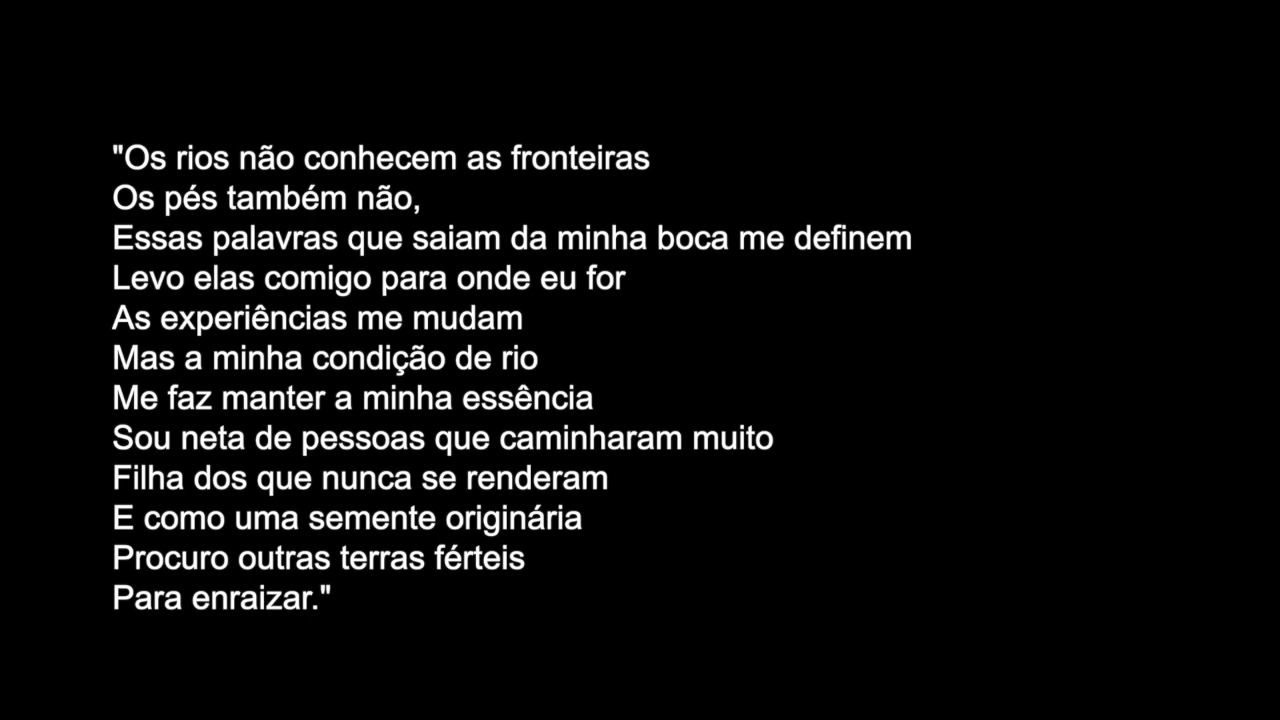 "Os rios não conhecem as fronteiras
Os pés também não,
Essas palavras que saiam da minha boca me definem
Levo elas comigo para onde eu for
As experiências me mudam
Mas a minha condição de rio
Me faz manter a minha essência
Sou neta de pessoas que caminharam muito
Filha dos que nunca se renderam
E como uma semente originária
Procuro outras terras férteis
Para enraizar."